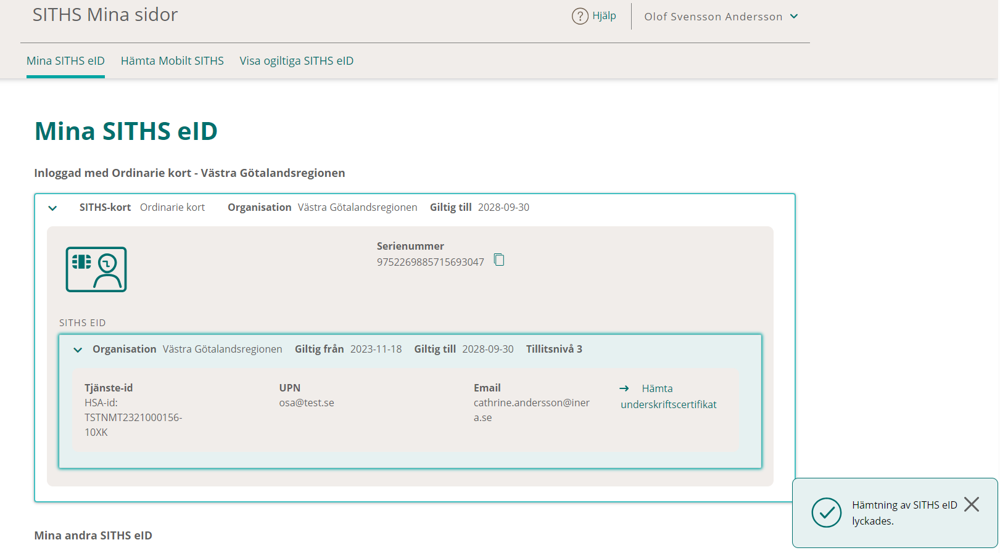 SITHS Mina sidor
? Hjälp
Olof Svensson Andersson
Mina SITHS eID Hämta Mobilt SITHS Visa ogiltiga SITHS eID
Mina SITHS eID
Inloggad med Ordinarie kort - Västra Götalandsregionen
SITHS-kort Ordinarie kort Organisation Västra Götalandsregionen Giltig till 2028-09-30
Serienummer
9752269885715693047
SITHS EID
Organisation Västra Götalandsregionen Giltig från 2023-11-18 Giltig till 2028-09-30 Tillitsnivå 3
Tjänste-id
HSA-id:
TSTNMT2321000156-
10XK
UPN
osa@test.se
Email
cathrine.andersson@iner
a.se
→ Hämta
underskriftscertifikat
Hämtning av SITHS eID
lyckades.
Mina andra SITHS eID